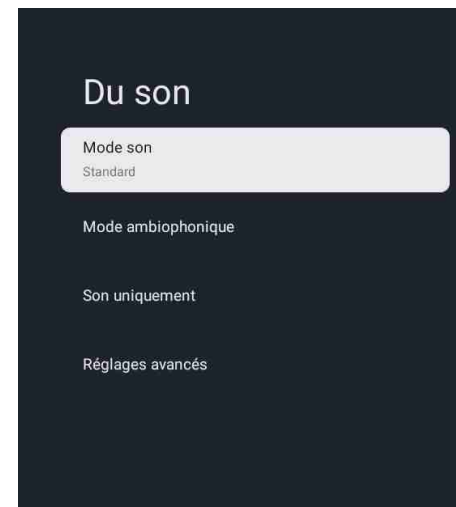 Du son
Mode son
Standard
Mode ambiophonique
Son uniquement
Réglages avancés